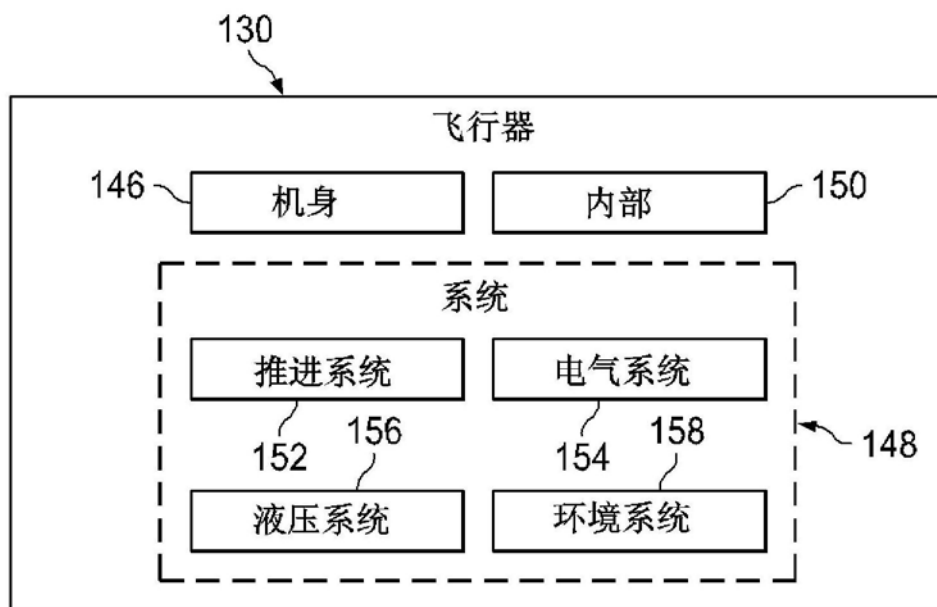 130
飞行器
146 机身 内部 150
系统
推进系统 电气系统
152 156 154 158 148
液压系统 环境系统